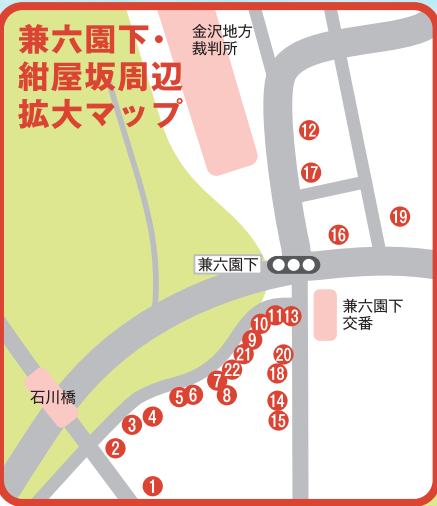 兼六園下・
紺屋坂周辺
拡大マップ
金沢地方
裁判所
12
17
19
16
兼六園下
兼六園下
交番
11 13
10
9
21 20
22 18
7
5 6 8
14
4
3 15
2
1
石川橋